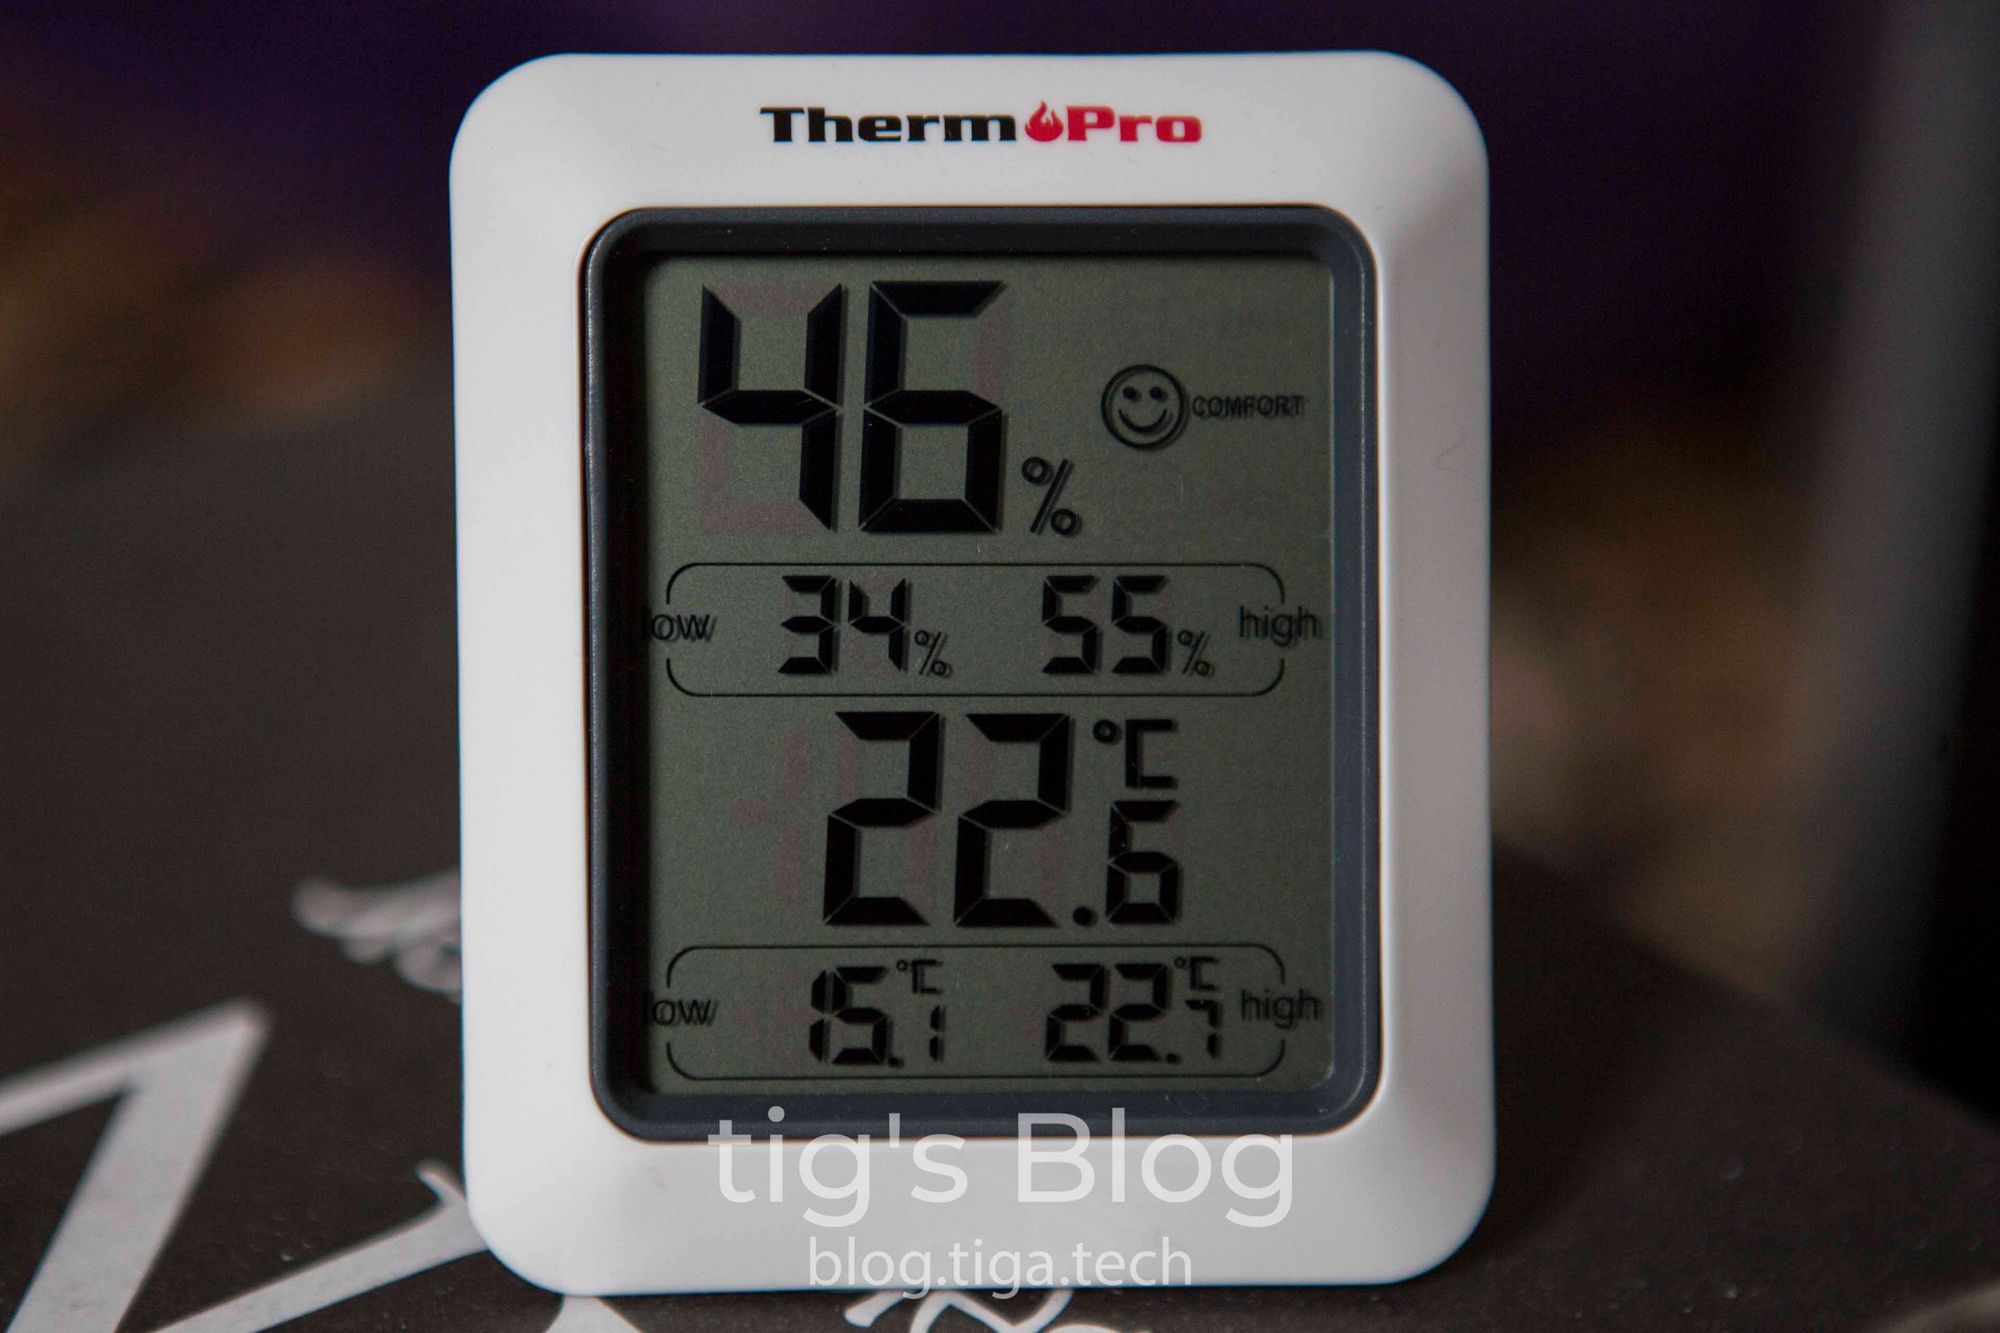 ThermPro
46%
COMFORT
low 34% 55% high
22.6°C
low 15.1°C 22.7°C high
tig's Blog
blog.tiga.tech